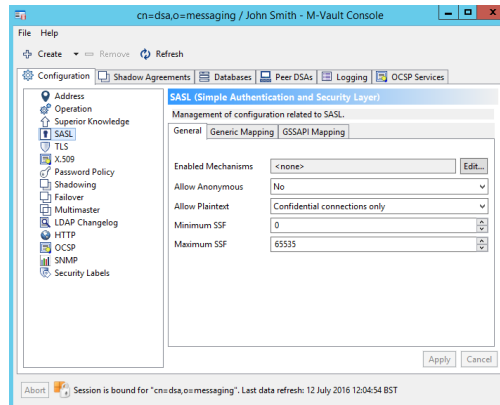 cn=dsa,o=messaging / John Smith - M-Vault Console
File Help
Create Remove Refresh
Configuration Shadow Agreements Databases Peer DSAs Logging OCSP Services
Address
Operation
Superior Knowledge
SASL
TLS
X.509
Password Policy
Shadowing
Failover
Multimaster
LDAP Changelog
HTTP
OCSP
SNMP
Security Labels
SASL (Simple Authentication and Security Layer)
Management of configuration related to SASL.
General Generic Mapping GSSAPI Mapping
Enabled Mechanisms <none> Edit...
Allow Anonymous No
Allow Plaintext Confidential connections only
Minimum SSF 0
Maximum SSF 65535
Apply Cancel
Abort Session is bound for "cn=dsa,o=messaging". Last data refresh: 12 July 2016 12:04:54 BST